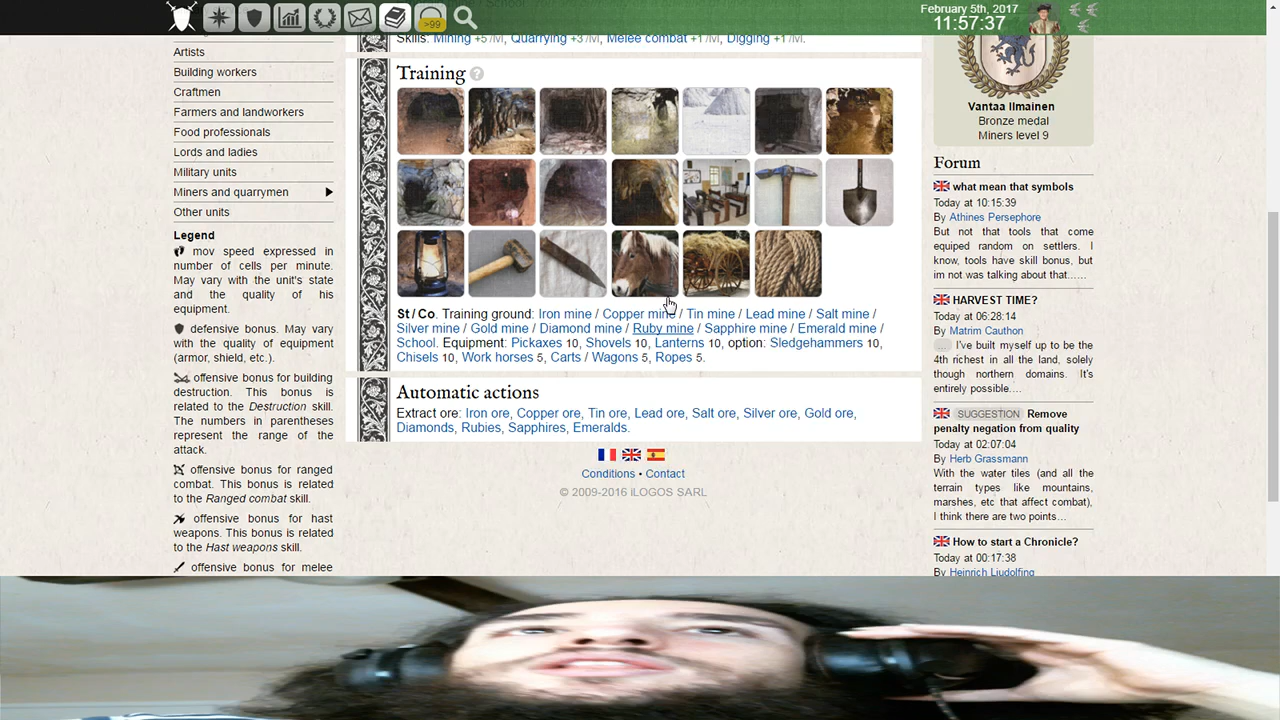 February 5th, 2017
11:57:37
>99
Skills: Mining +5 /M, Quarrying +3 /M, Melee combat +1 /M, Digging +1 /M.
Artists
Building workers
Craftmen
Farmers and landworkers
Food professionals
Lords and ladies
Military units
Miners and quarrymen
Other units
Legend
mov speed expressed in
number of cells per minute.
May vary with the unit's state
and the quality of his
equipment.
defensive bonus. May vary
with the quality of equipment
(armor, shield, etc.).
offensive bonus for building
destruction. This bonus is
related to the Destruction skill.
The numbers in parentheses
represent the range of the
attack.
offensive bonus for ranged
combat. This bonus is related
to the Ranged combat skill.
offensive bonus for hast
weapons. This bonus is related
to the Hast weapons skill.
offensive bonus for melee
Training ?
St / Co. Training ground: Iron mine / Copper mine / Tin mine / Lead mine / Salt mine /
Silver mine / Gold mine / Diamond mine / Ruby mine / Sapphire mine / Emerald mine /
School. Equipment: Pickaxes 10, Shovels 10, Lanterns 10, option: Sledgehammers 10,
Chisels 10, Work horses 5, Carts / Wagons 5, Ropes 5.
Automatic actions
Extract ore: Iron ore, Copper ore, Tin ore, Lead ore, Salt ore, Silver ore, Gold ore,
Diamonds, Rubies, Sapphires, Emeralds.
Conditions • Contact
© 2009-2016 iLOGOS SARL
Vantaa Ilmainen
Bronze medal
Miners level 9
Forum
what mean that symbols
Today at 10:15:39
By Athines Persephore
But not that tools that come
equiped random on settlers. I
know, tools have skill bonus, but
im not was talking about that......
HARVEST TIME?
Today at 06:28:14
By Matrim Cauthon
... I've built myself up to be the
4th richest in all the land, solely
though northern domains. It's
entirely possible....
SUGGESTION Remove
penalty negation from quality
Today at 02:07:04
By Herb Grassmann
With the water tiles (and all the
terrain types like mountains,
marshes, etc that affect combat),
I think there are two points...
How to start a Chronicle?
Today at 00:17:38
By Heinrich Liudolfing